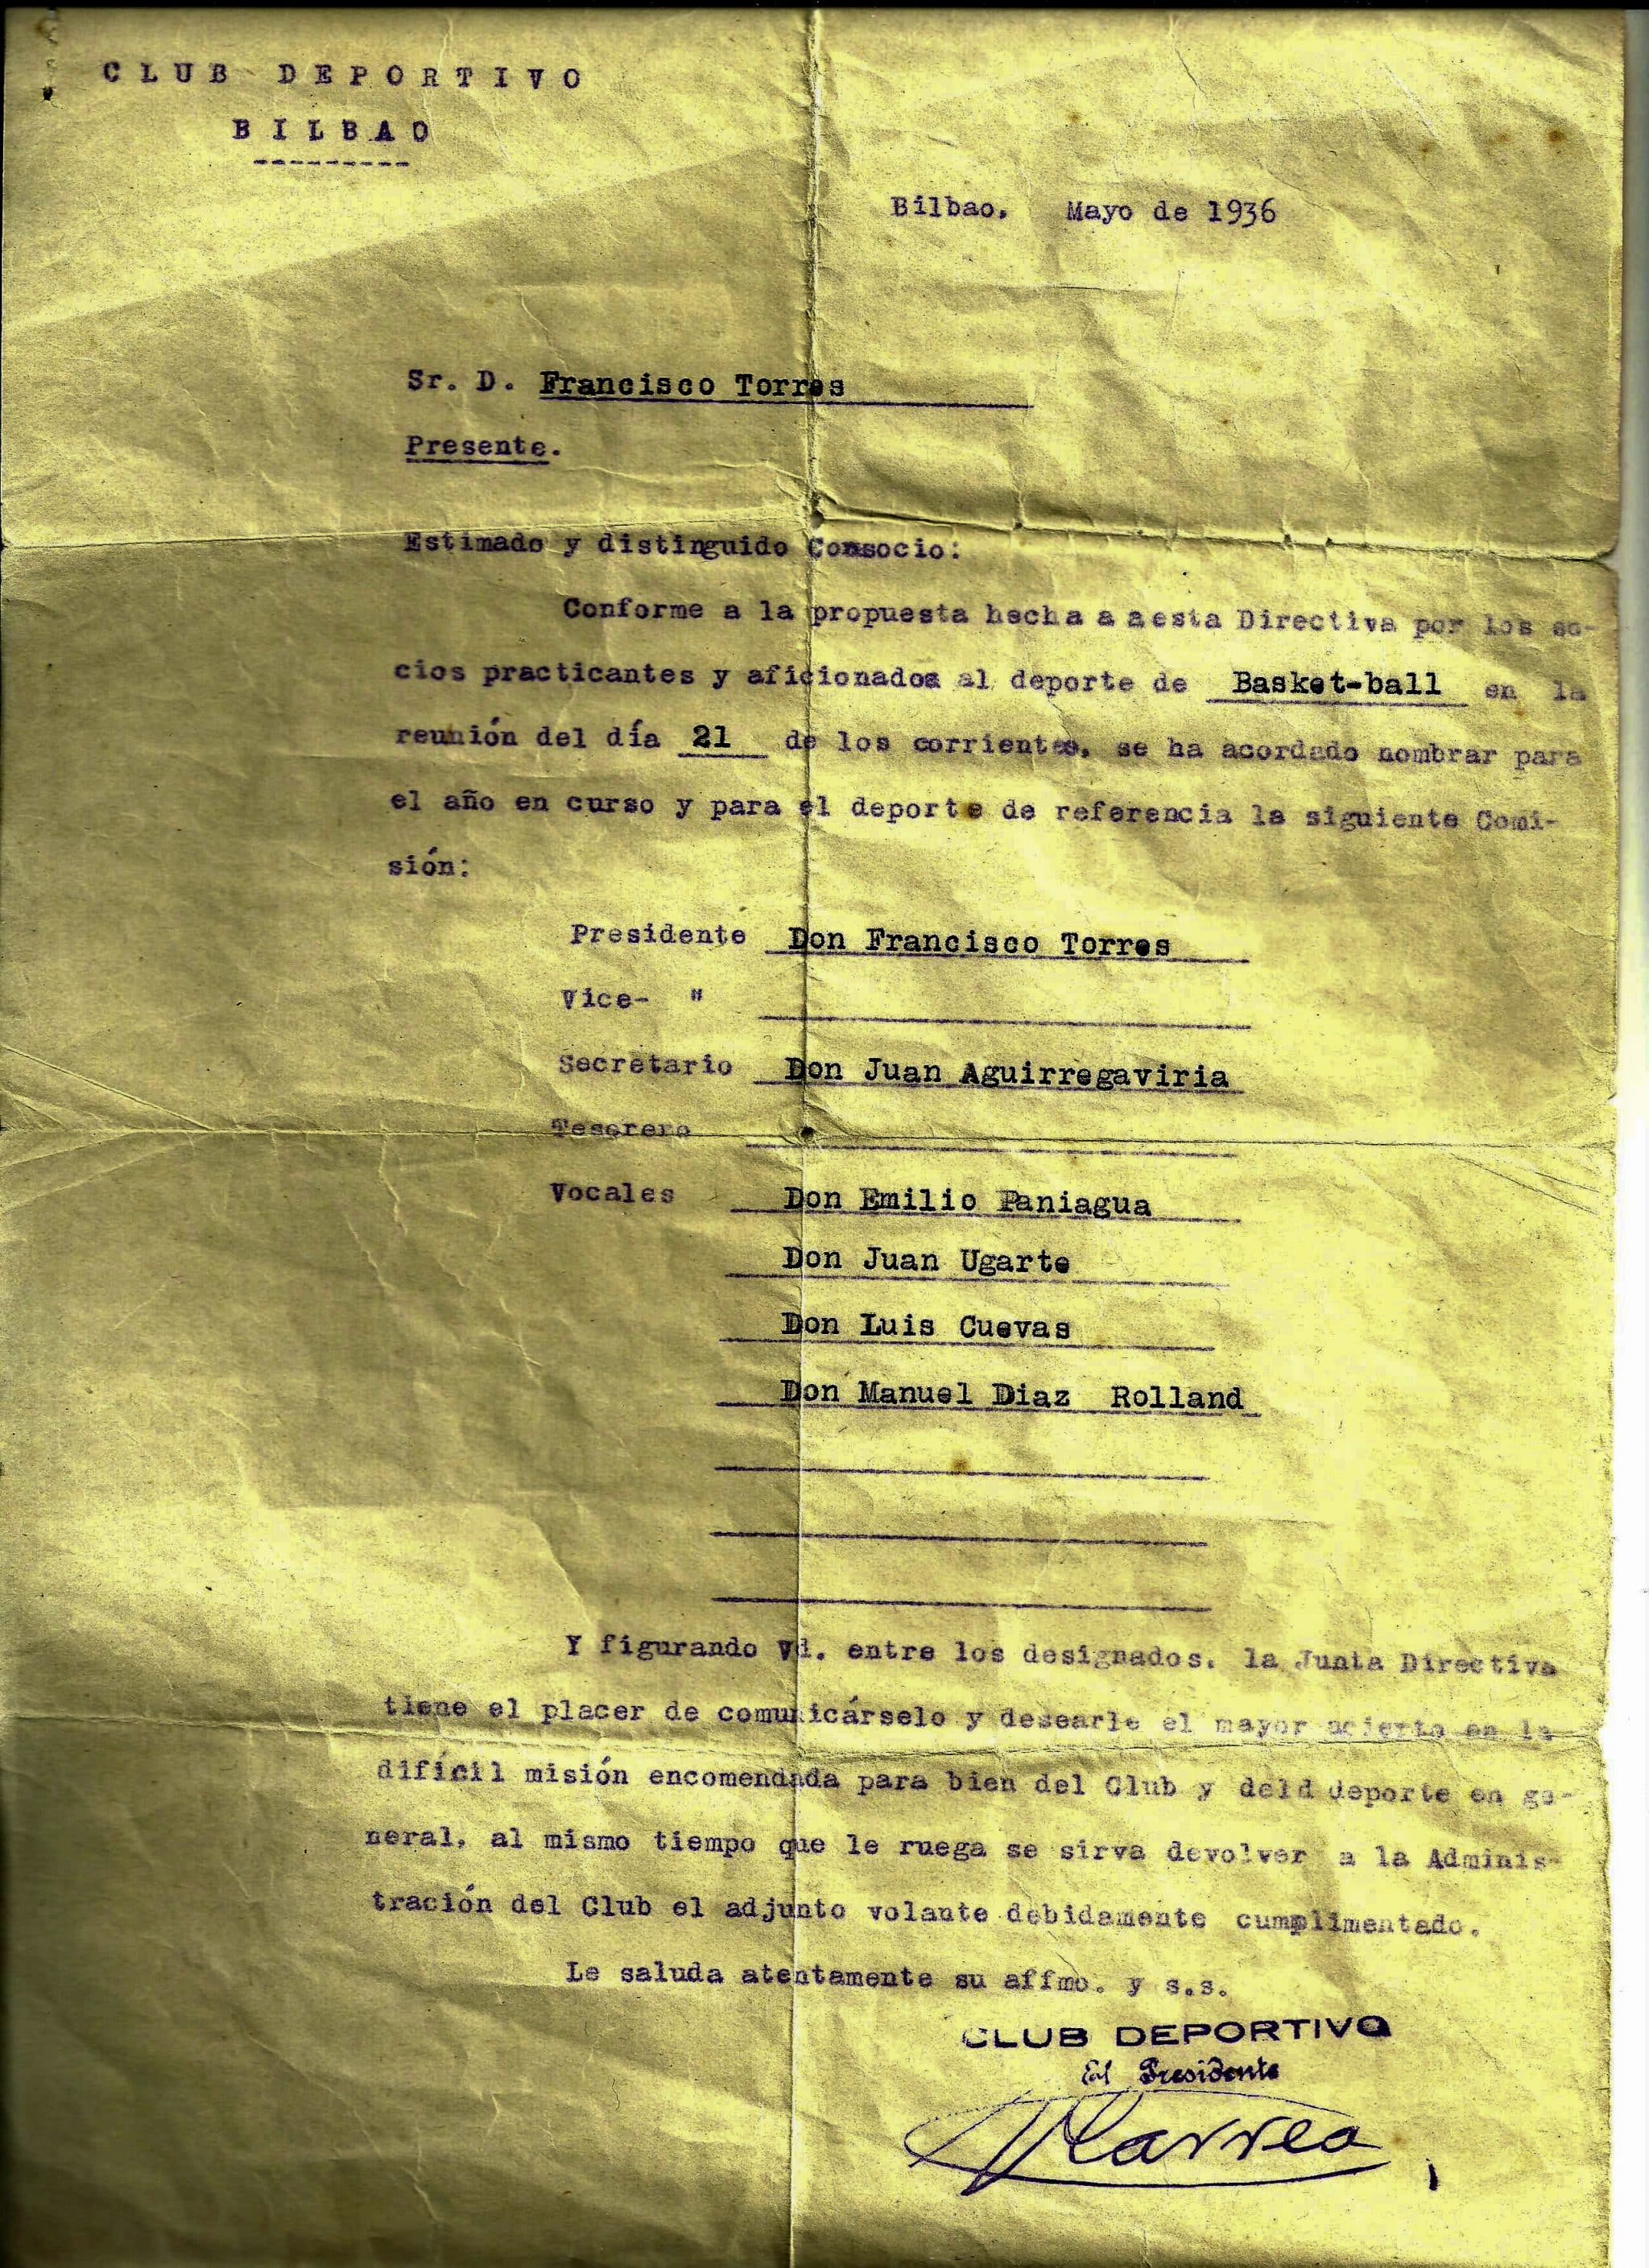 CLUB DEPORTIVO
BILBAO
Bilbao. Mayo de 1936
Sr. D. Francisco Torres
Presente.
Estimado y distinguido Consocio:
Conforme a la propuesta hecha a aesta Directiva por los so-
cios practicantes y aficionados al deporte de Basket-ball en la
reunión del día 21 de los corrientes, se ha acordado nombrar para
el año en curso y para el deporte de referencia la siguiente Comi-
sión:
Presidente Don Francisco Torres
Vice- "
Secretario Don Juan Aguirregaviria
Tesorero
Vocales Don Emilio Paniagua
Don Juan Ugarte
Don Luis Cuevas
Don Manuel Diaz Rolland
Y figurando Vd. entre los designados, la Junta Directiva
tiene el placer de comunicárselo y desearle el mayor acierto en la
difícil misión encomendada para bien del Club y deld deporte en ge-
neral, al mismo tiempo que le ruega se sirva devolver a la Adminis-
tración del Club el adjunto volante debidamente cumplimentado.
Le saluda atentamente su affmo. y s.s.
CLUB DEPORTIVO
El Presidente